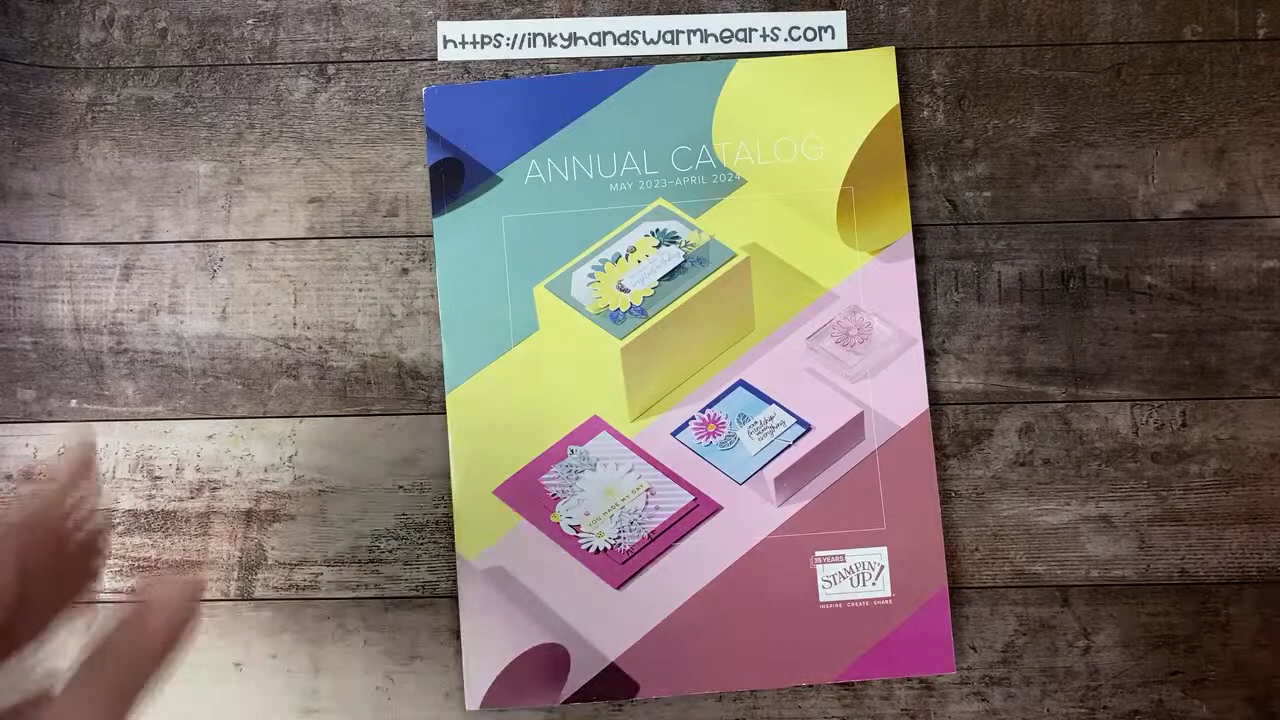 https://inkyhandswarmhearts.com
ANNUAL CATALOG
MAY 2023–APRIL 2024
YOU MADE MY DAY
friendship
means
everything
35 YEARS
STAMPIN' UP!
INSPIRE · CREATE · SHARE